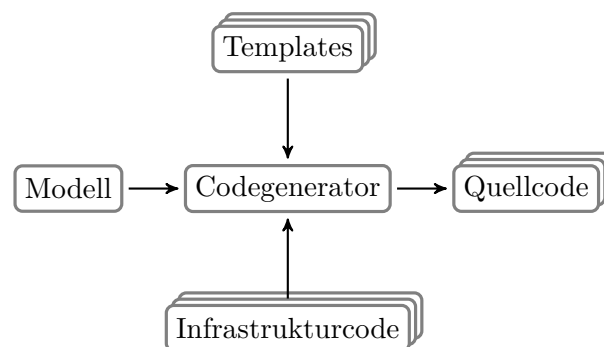 Templates
Modell
Codegenerator
Quellcode
Infrastrukturcode